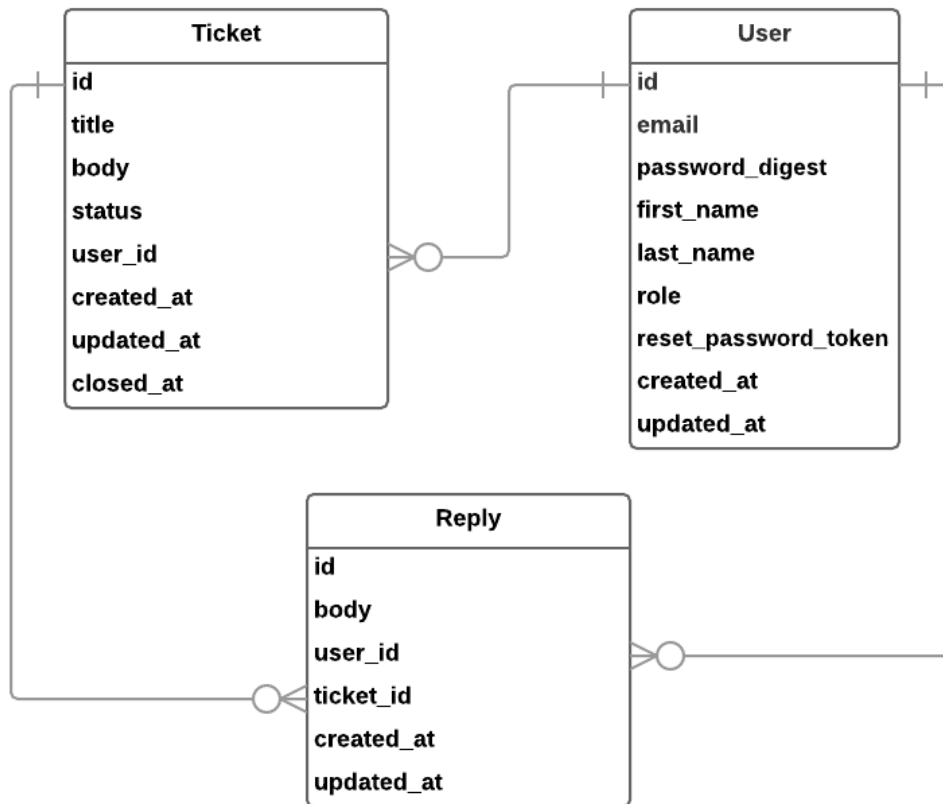 Ticket
id
title
body
status
user_id
created_at
updated_at
closed_at
User
id
email
password_digest
first_name
last_name
role
reset_password_token
created_at
updated_at
Reply
id
body
user_id
ticket_id
created_at
updated_at